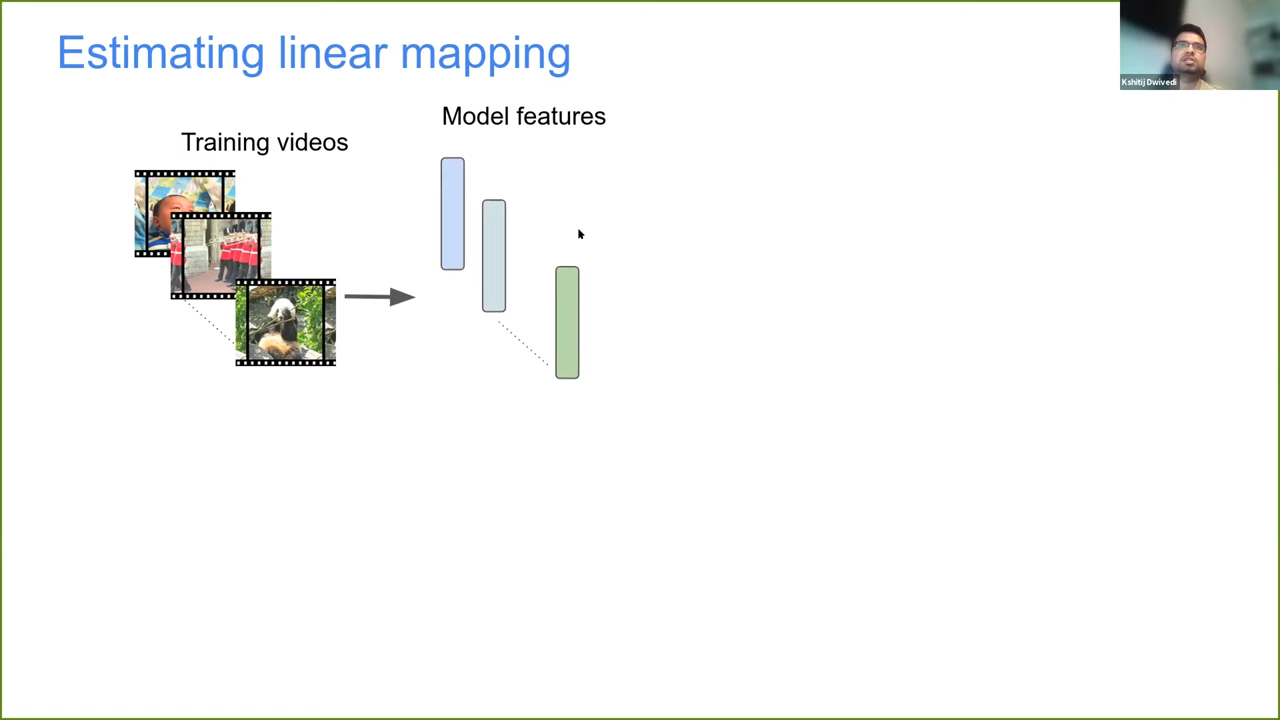 Estimating linear mapping
Kshitij Dwivedi
Model features
Training videos